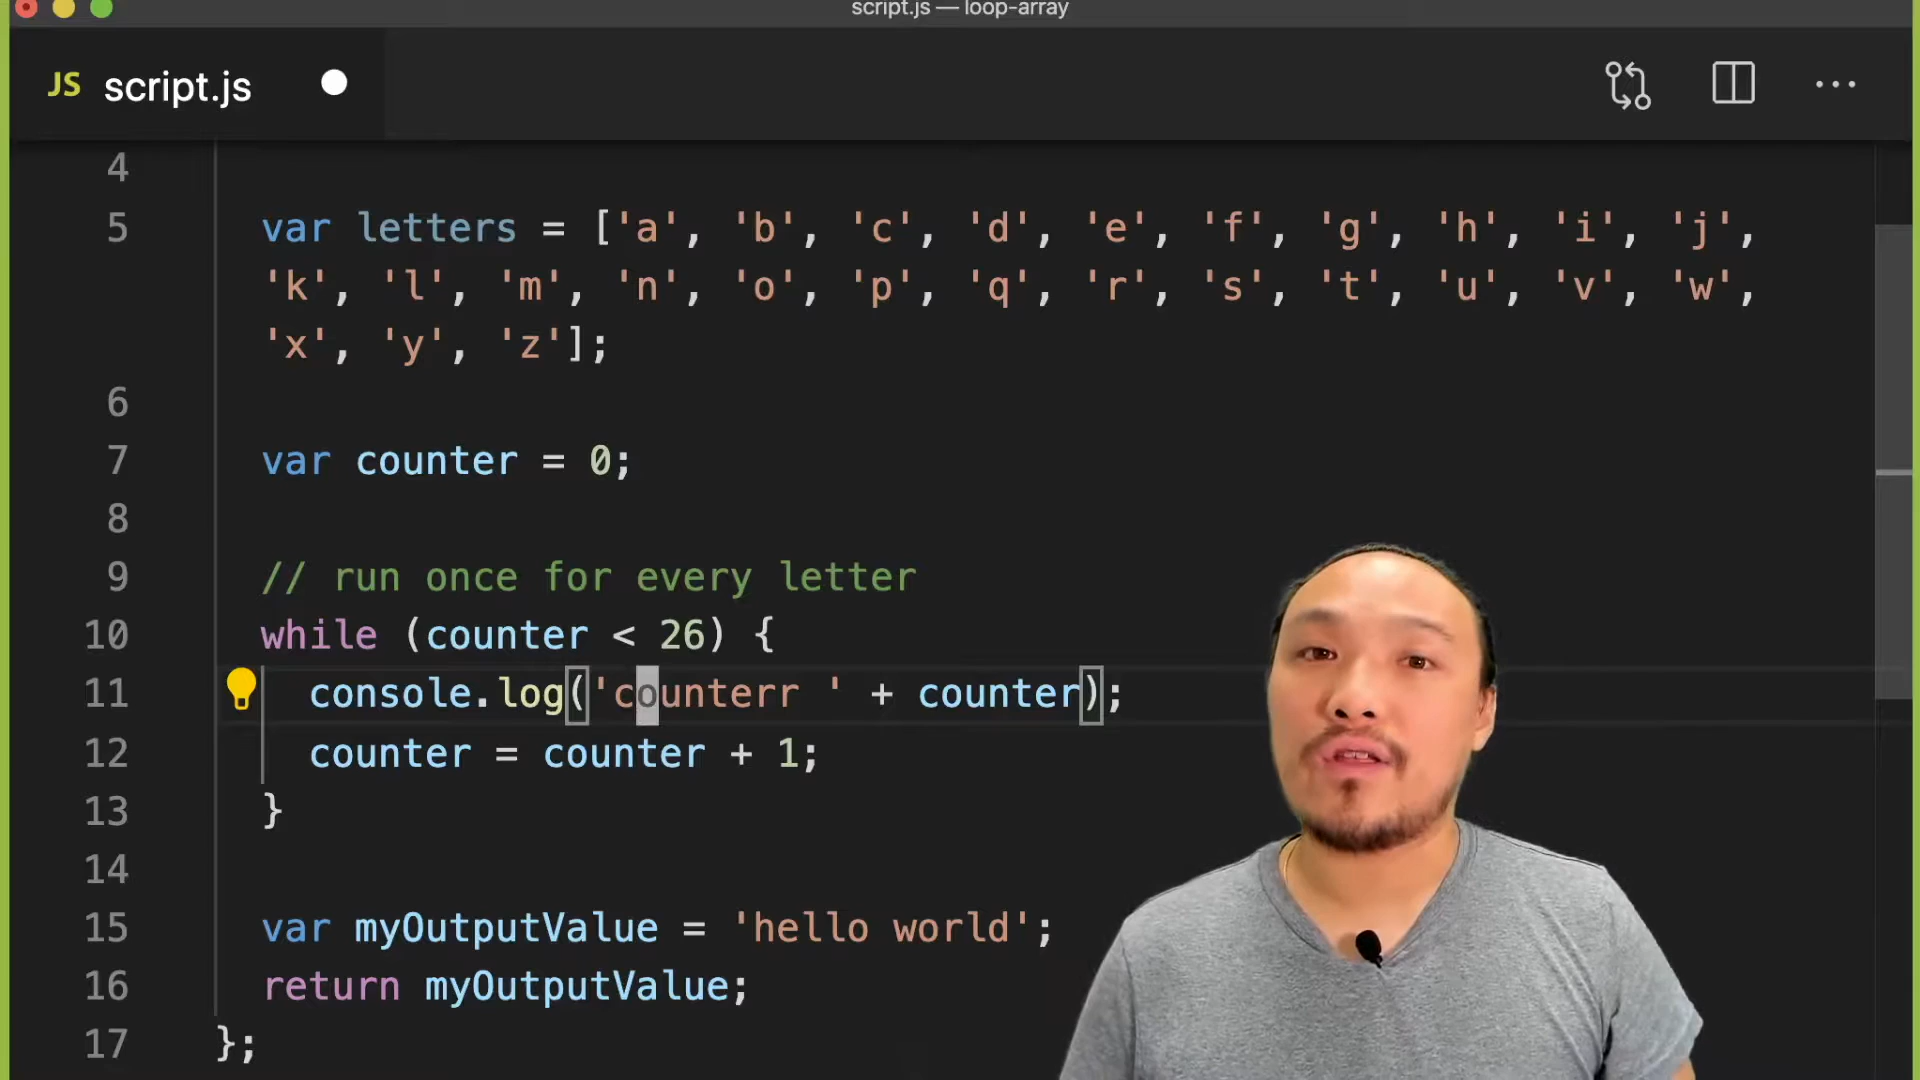 script.js — loop-array
JS script.js
4
5 var letters = ['a', 'b', 'c', 'd', 'e', 'f', 'g', 'h', 'i', 'j',
'k', 'l', 'm', 'n', 'o', 'p', 'q', 'r', 's', 't', 'u', 'v', 'w',
'x', 'y', 'z'];
6
7 var counter = 0;
8
9 // run once for every letter
10 while (counter < 26) {
11 console.log('counterr ' + counter);
12 counter = counter + 1;
13 }
14
15 var myOutputValue = 'hello world';
16 return myOutputValue;
17 };